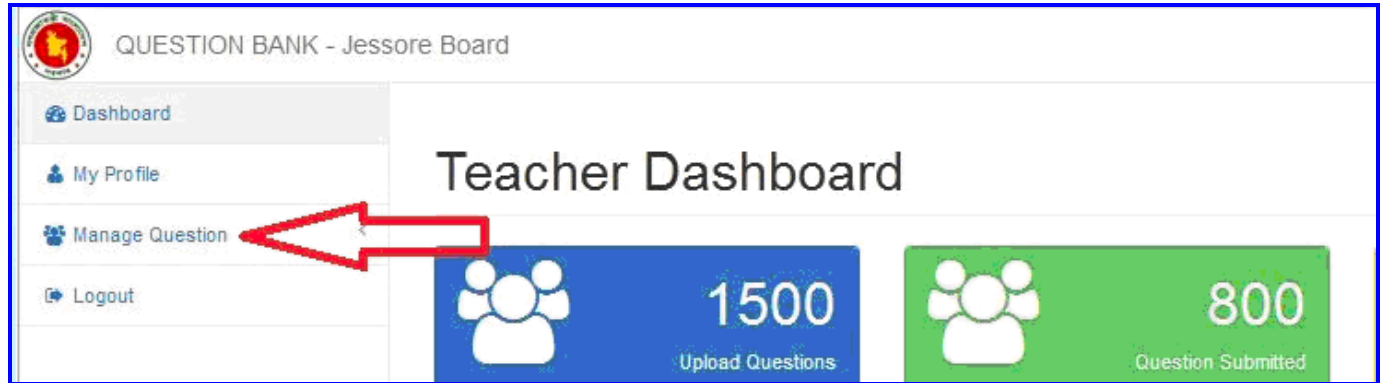 QUESTION BANK - Jessore Board
Dashboard
My Profile
Manage Question
Logout
Teacher Dashboard
1500
Upload Questions
800
Question Submitted